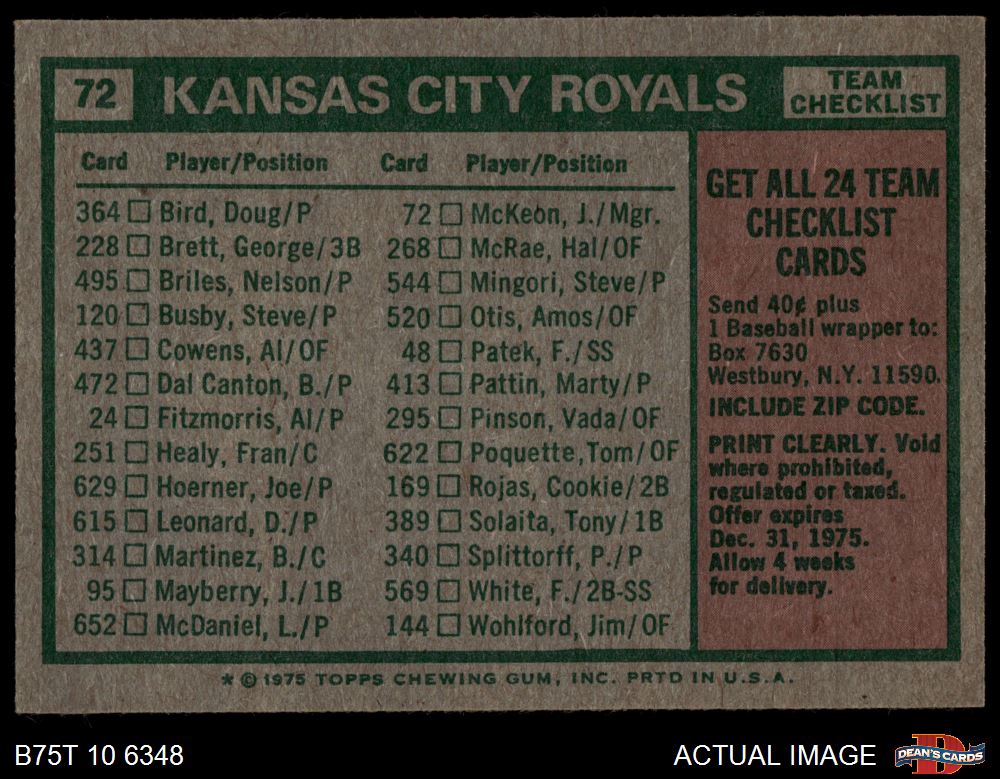 72 KANSAS CITY ROYALS TEAM CHECKLIST
Card Player/Position
364 □ Bird, Doug/P
228 □ Brett, George/3B
495 □ Briles, Nelson/P
120 □ Busby, Steve/P
437 □ Cowens, Al/OF
472 □ Dal Canton, B./P
24 □ Fitzmorris, Al/P
251 □ Healy, Fran/C
629 □ Hoerner, Joe/P
615 □ Leonard, D./P
314 □ Martinez, B./C
95 □ Mayberry, J./1B
652 □ McDaniel, L./P
Card Player/Position
72 □ McKeon, J./Mgr.
268 □ McRae, Hal/OF
544 □ Mingori, Steve/P
520 □ Otis, Amos/OF
48 □ Patek, F./SS
413 □ Pattin, Marty/P
295 □ Pinson, Vada/OF
622 □ Poquette,Tom/OF
169 □ Rojas, Cookie/2B
389 □ Solaita, Tony/1B
340 □ Splittorff, P./P
569 □ White, F./2B-SS
144 □ Wohlford, Jim/OF
GET ALL 24 TEAM
CHECKLIST
CARDS
Send 40¢ plus
1 Baseball wrapper to:
Box 7630
Westbury, N.Y. 11590.
INCLUDE ZIP CODE.
PRINT CLEARLY. Void
where prohibited,
regulated or taxed.
Offer expires
Dec. 31, 1975.
Allow 4 weeks
for delivery.
* © 1975 TOPPS CHEWING GUM, INC. PRTD IN U.S.A.
B75T 10 6348
ACTUAL IMAGE
DEAN'S CARDS